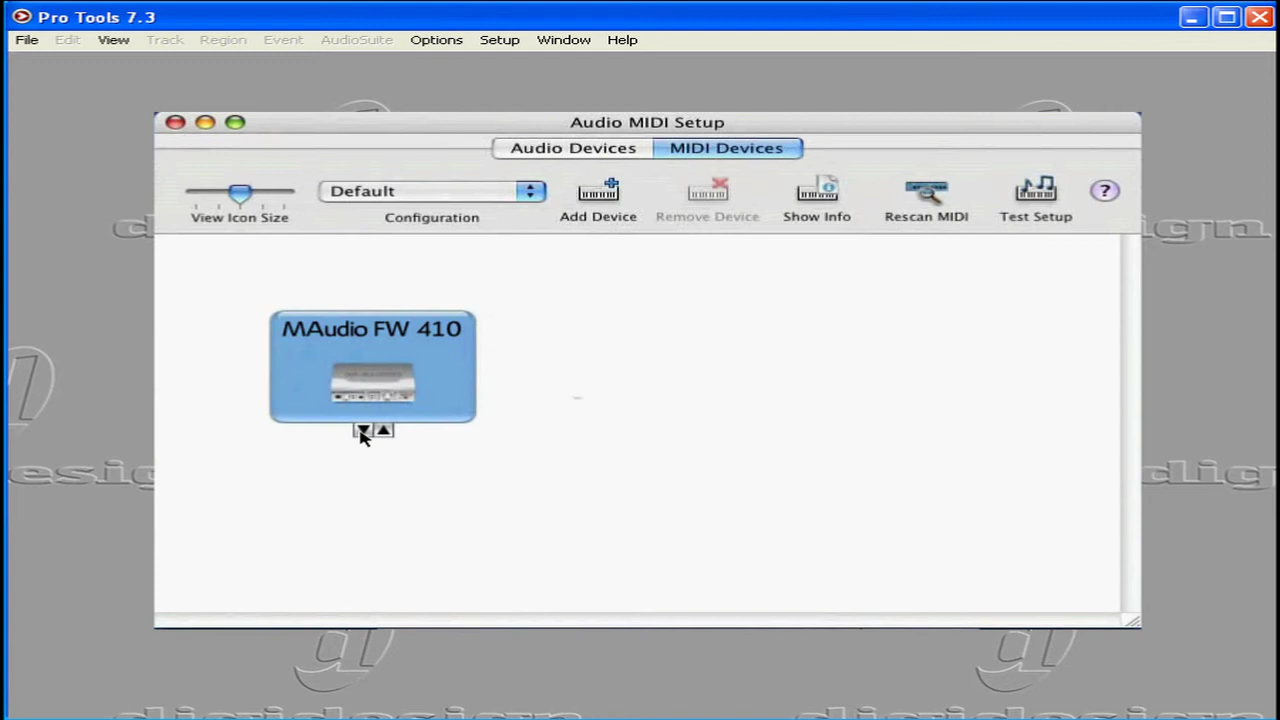 Pro Tools 7.3
File Edit View Track Region Event AudioSuite Options Setup Window Help
Audio MIDI Setup
Audio Devices MIDI Devices
Default
View Icon Size Configuration Add Device Remove Device Show Info Rescan MIDI Test Setup ?
MAudio FW 410